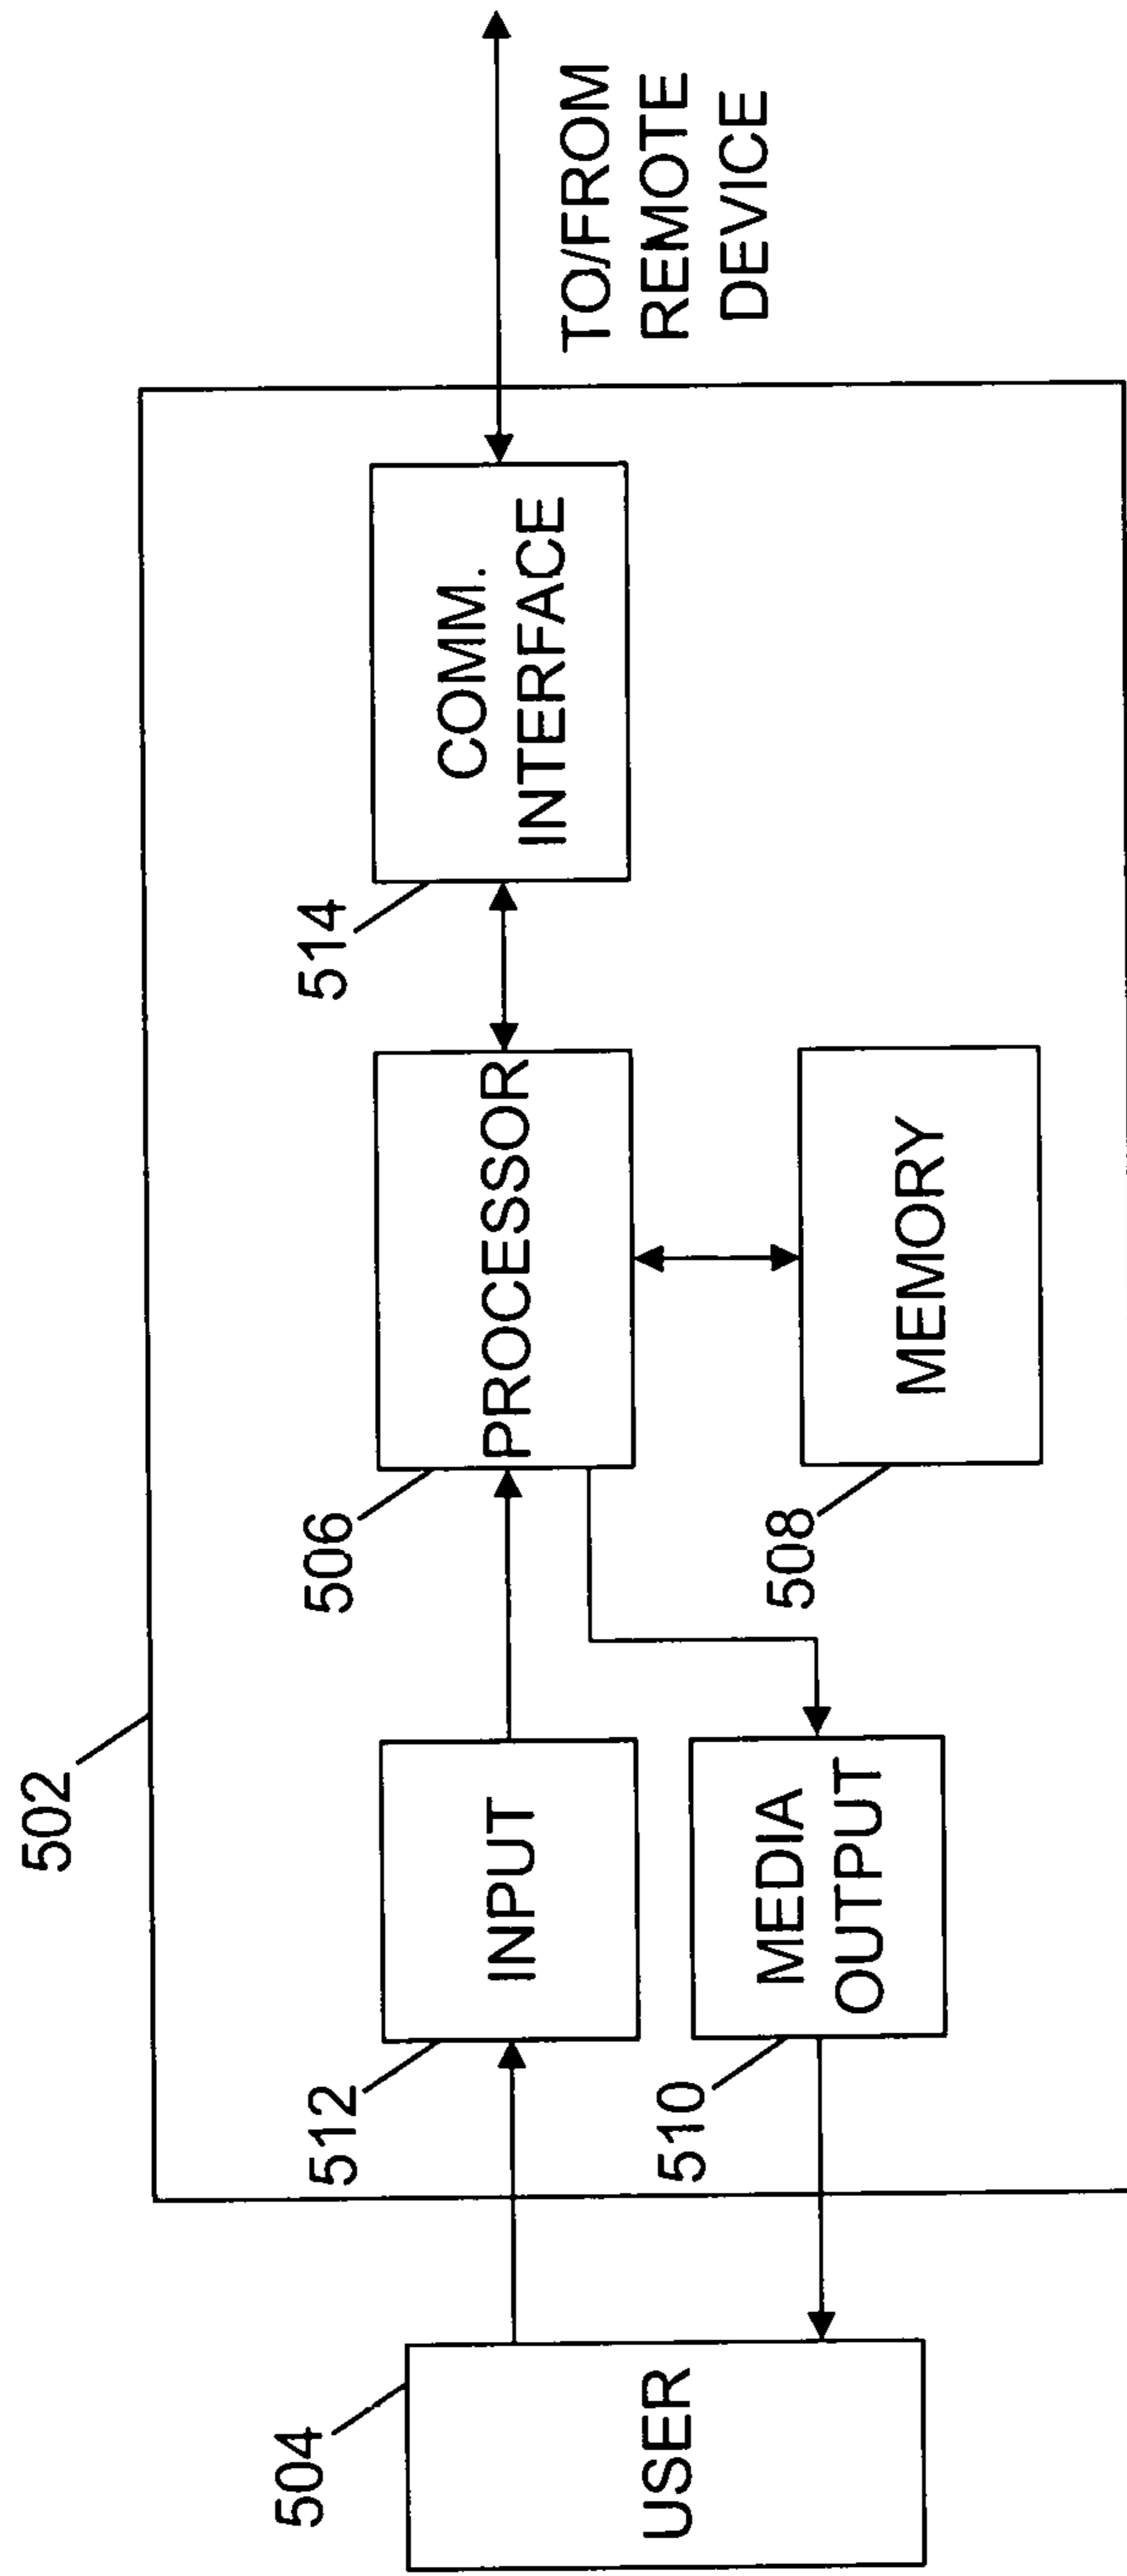 502
504
USER
512
INPUT
510
MEDIA
OUTPUT
506
PROCESSOR
508
MEMORY
514
COMM.
INTERFACE
TO/FROM
REMOTE
DEVICE